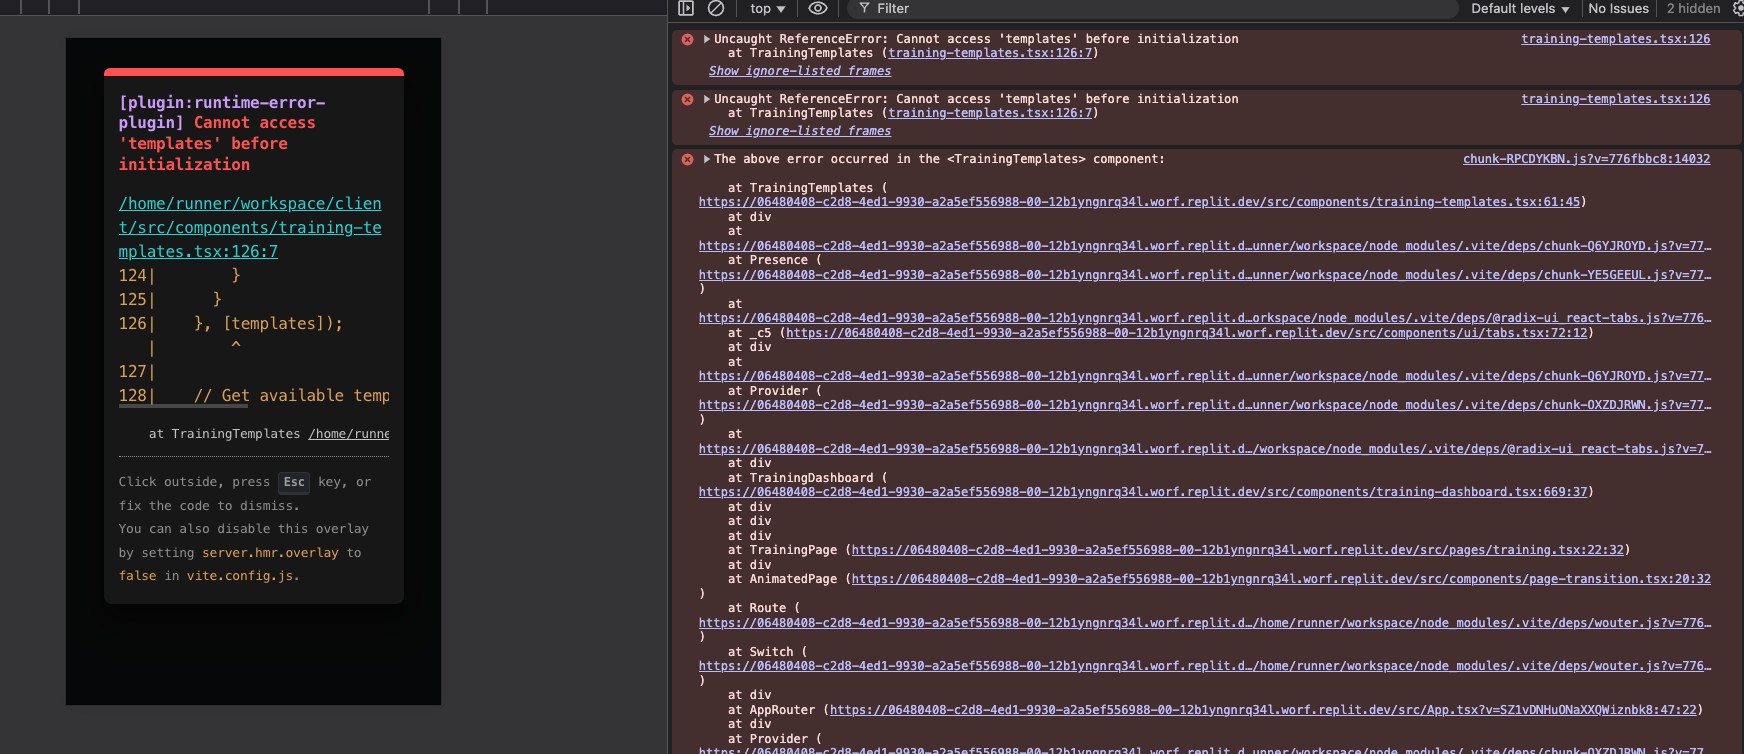 top
Filter
Default levels
No Issues
2 hidden
[plugin:runtime-error-
plugin] Cannot access
'templates' before
initialization
/home/runner/workspace/clien
t/src/components/training-te
mplates.tsx:126:7
124|        }
125|      }
126|    }, [templates]);
|        ^
127|
128|    // Get available temp
at TrainingTemplates /home/runne
Click outside, press Esc key, or
fix the code to dismiss.
You can also disable this overlay
by setting server.hmr.overlay to
false in vite.config.js.
Uncaught ReferenceError: Cannot access 'templates' before initialization training-templates.tsx:126
at TrainingTemplates (training-templates.tsx:126:7)
Show ignore-listed frames
Uncaught ReferenceError: Cannot access 'templates' before initialization training-templates.tsx:126
at TrainingTemplates (training-templates.tsx:126:7)
Show ignore-listed frames
The above error occurred in the <TrainingTemplates> component: chunk-RPCDYKBN.js?v=776fbbc8:14032
at TrainingTemplates (
https://06480408-c2d8-4ed1-9930-a2a5ef556988-00-12b1yngnrq34l.worf.replit.dev/src/components/training-templates.tsx:61:45)
at div
at
https://06480408-c2d8-4ed1-9930-a2a5ef556988-00-12b1yngnrq34l.worf.replit.d…unner/workspace/node_modules/.vite/deps/chunk-Q6YJROYD.js?v=77…
at Presence (
https://06480408-c2d8-4ed1-9930-a2a5ef556988-00-12b1yngnrq34l.worf.replit.d…unner/workspace/node_modules/.vite/deps/chunk-YE5GEEUL.js?v=77…
)
at
https://06480408-c2d8-4ed1-9930-a2a5ef556988-00-12b1yngnrq34l.worf.replit.d…orkspace/node_modules/.vite/deps/@radix-ui_react-tabs.js?v=776…
at _c5 (https://06480408-c2d8-4ed1-9930-a2a5ef556988-00-12b1yngnrq34l.worf.replit.dev/src/components/ui/tabs.tsx:72:12)
at div
at
https://06480408-c2d8-4ed1-9930-a2a5ef556988-00-12b1yngnrq34l.worf.replit.d…unner/workspace/node_modules/.vite/deps/chunk-Q6YJROYD.js?v=77…
at Provider (
https://06480408-c2d8-4ed1-9930-a2a5ef556988-00-12b1yngnrq34l.worf.replit.d…unner/workspace/node_modules/.vite/deps/chunk-OXZDJRWN.js?v=77…
)
at
https://06480408-c2d8-4ed1-9930-a2a5ef556988-00-12b1yngnrq34l.worf.replit.d…/workspace/node_modules/.vite/deps/@radix-ui_react-tabs.js?v=7…
at div
at TrainingDashboard (
https://06480408-c2d8-4ed1-9930-a2a5ef556988-00-12b1yngnrq34l.worf.replit.dev/src/components/training-dashboard.tsx:669:37)
at div
at div
at div
at TrainingPage (https://06480408-c2d8-4ed1-9930-a2a5ef556988-00-12b1yngnrq34l.worf.replit.dev/src/pages/training.tsx:22:32)
at div
at AnimatedPage (https://06480408-c2d8-4ed1-9930-a2a5ef556988-00-12b1yngnrq34l.worf.replit.dev/src/components/page-transition.tsx:20:32
)
at Route (
https://06480408-c2d8-4ed1-9930-a2a5ef556988-00-12b1yngnrq34l.worf.replit.d…/home/runner/workspace/node_modules/.vite/deps/wouter.js?v=776…
)
at Switch (
https://06480408-c2d8-4ed1-9930-a2a5ef556988-00-12b1yngnrq34l.worf.replit.d…/home/runner/workspace/node_modules/.vite/deps/wouter.js?v=776…
)
at div
at AppRouter (https://06480408-c2d8-4ed1-9930-a2a5ef556988-00-12b1yngnrq34l.worf.replit.dev/src/App.tsx?v=SZ1vDNHuONaXXQWiznbk8:47:22)
at div
at Provider (
https://06480408-c2d8-4ed1-9930-a2a5ef556988-00-12b1yngnrq34l.worf.replit.d…unner/workspace/node_modules/.vite/deps/chunk-OXZDJRWN.js?v=77…